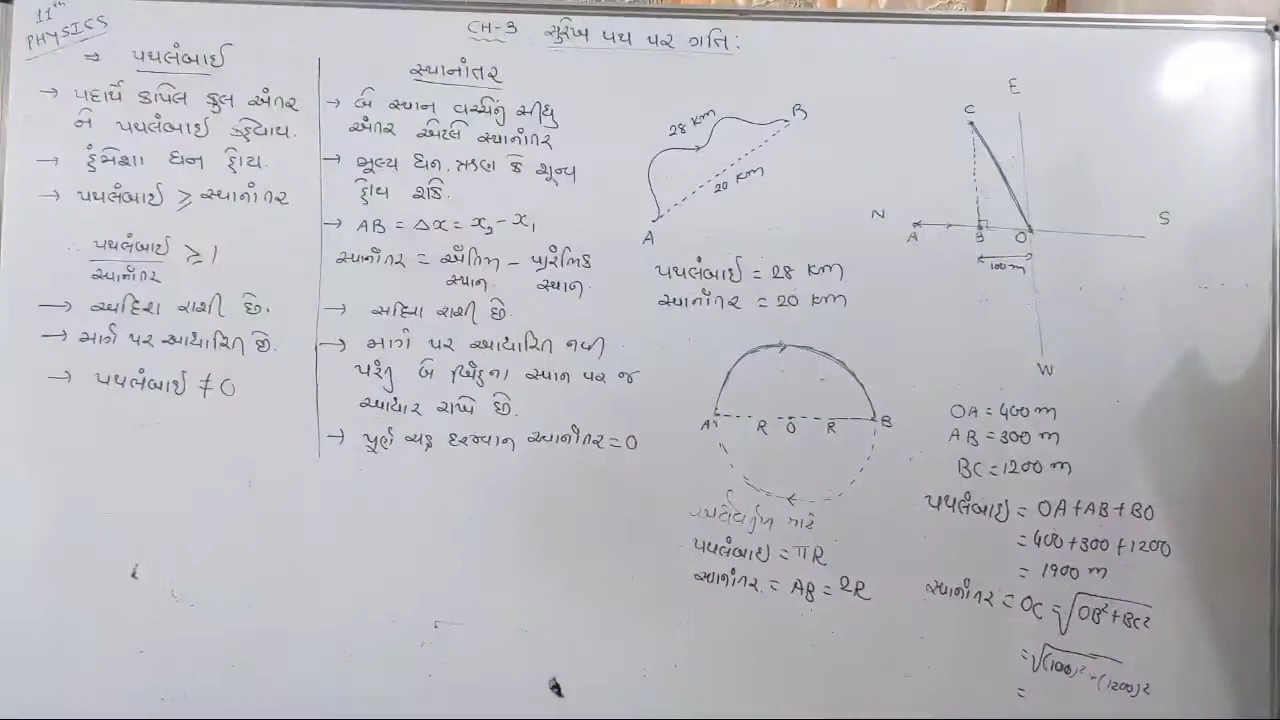 11th
PHYSICS
CH-3 સુરેખ પથ પર ગતિ:
⇒ પથલંબાઈ
→ પદાર્થે કાપેલ કુલ અંતર
ને પથલંબાઈ કહેવાય.
→ હંમેશા ધન હોય.
→ પથલંબાઈ ≥ સ્થાનાંતર
∴ પથલંબાઈ / સ્થાનાંતર ≥ 1
→ અદિશ રાશી છે.
→ માર્ગ પર આધારિત છે.
→ પથલંબાઈ ≠ 0
સ્થાનાંતર
→ બે સ્થાન વચ્ચેનું સીધુ
અંતર એટલે સ્થાનાંતર
→ મૂલ્ય ધન, ઋણ કે શૂન્ય
હોય શકે.
→ AB = Δx = x₂ - x₁
સ્થાનાંતર = અંતિમ સ્થાન - પ્રારંભિક સ્થાન.
→ સદિશ રાશી છે.
→ માર્ગ પર આધારિત નથી
પરંતુ બે બિંદુના સ્થાન પર જ
આધાર રાખે છે.
→ પૂર્ણ ચક્ર દરમ્યાન સ્થાનાંતર = 0
28 KM
B
20 KM
A
પથલંબાઈ = 28 KM
સ્થાનાંતર = 20 KM
A R O R B
અર્ધવર્તુળ માટે
પથલંબાઈ = πR
સ્થાનાંતર = AB = 2R
E
C
N A B O S
100m
W
OA = 400 m
AB = 300 m
BC = 1200 m
પથલંબાઈ = OA + AB + BO
= 400 + 300 + 1200
= 1900 m
સ્થાનાંતર = OC = √OB² + BC²
= √(100)² + (1200)²
=